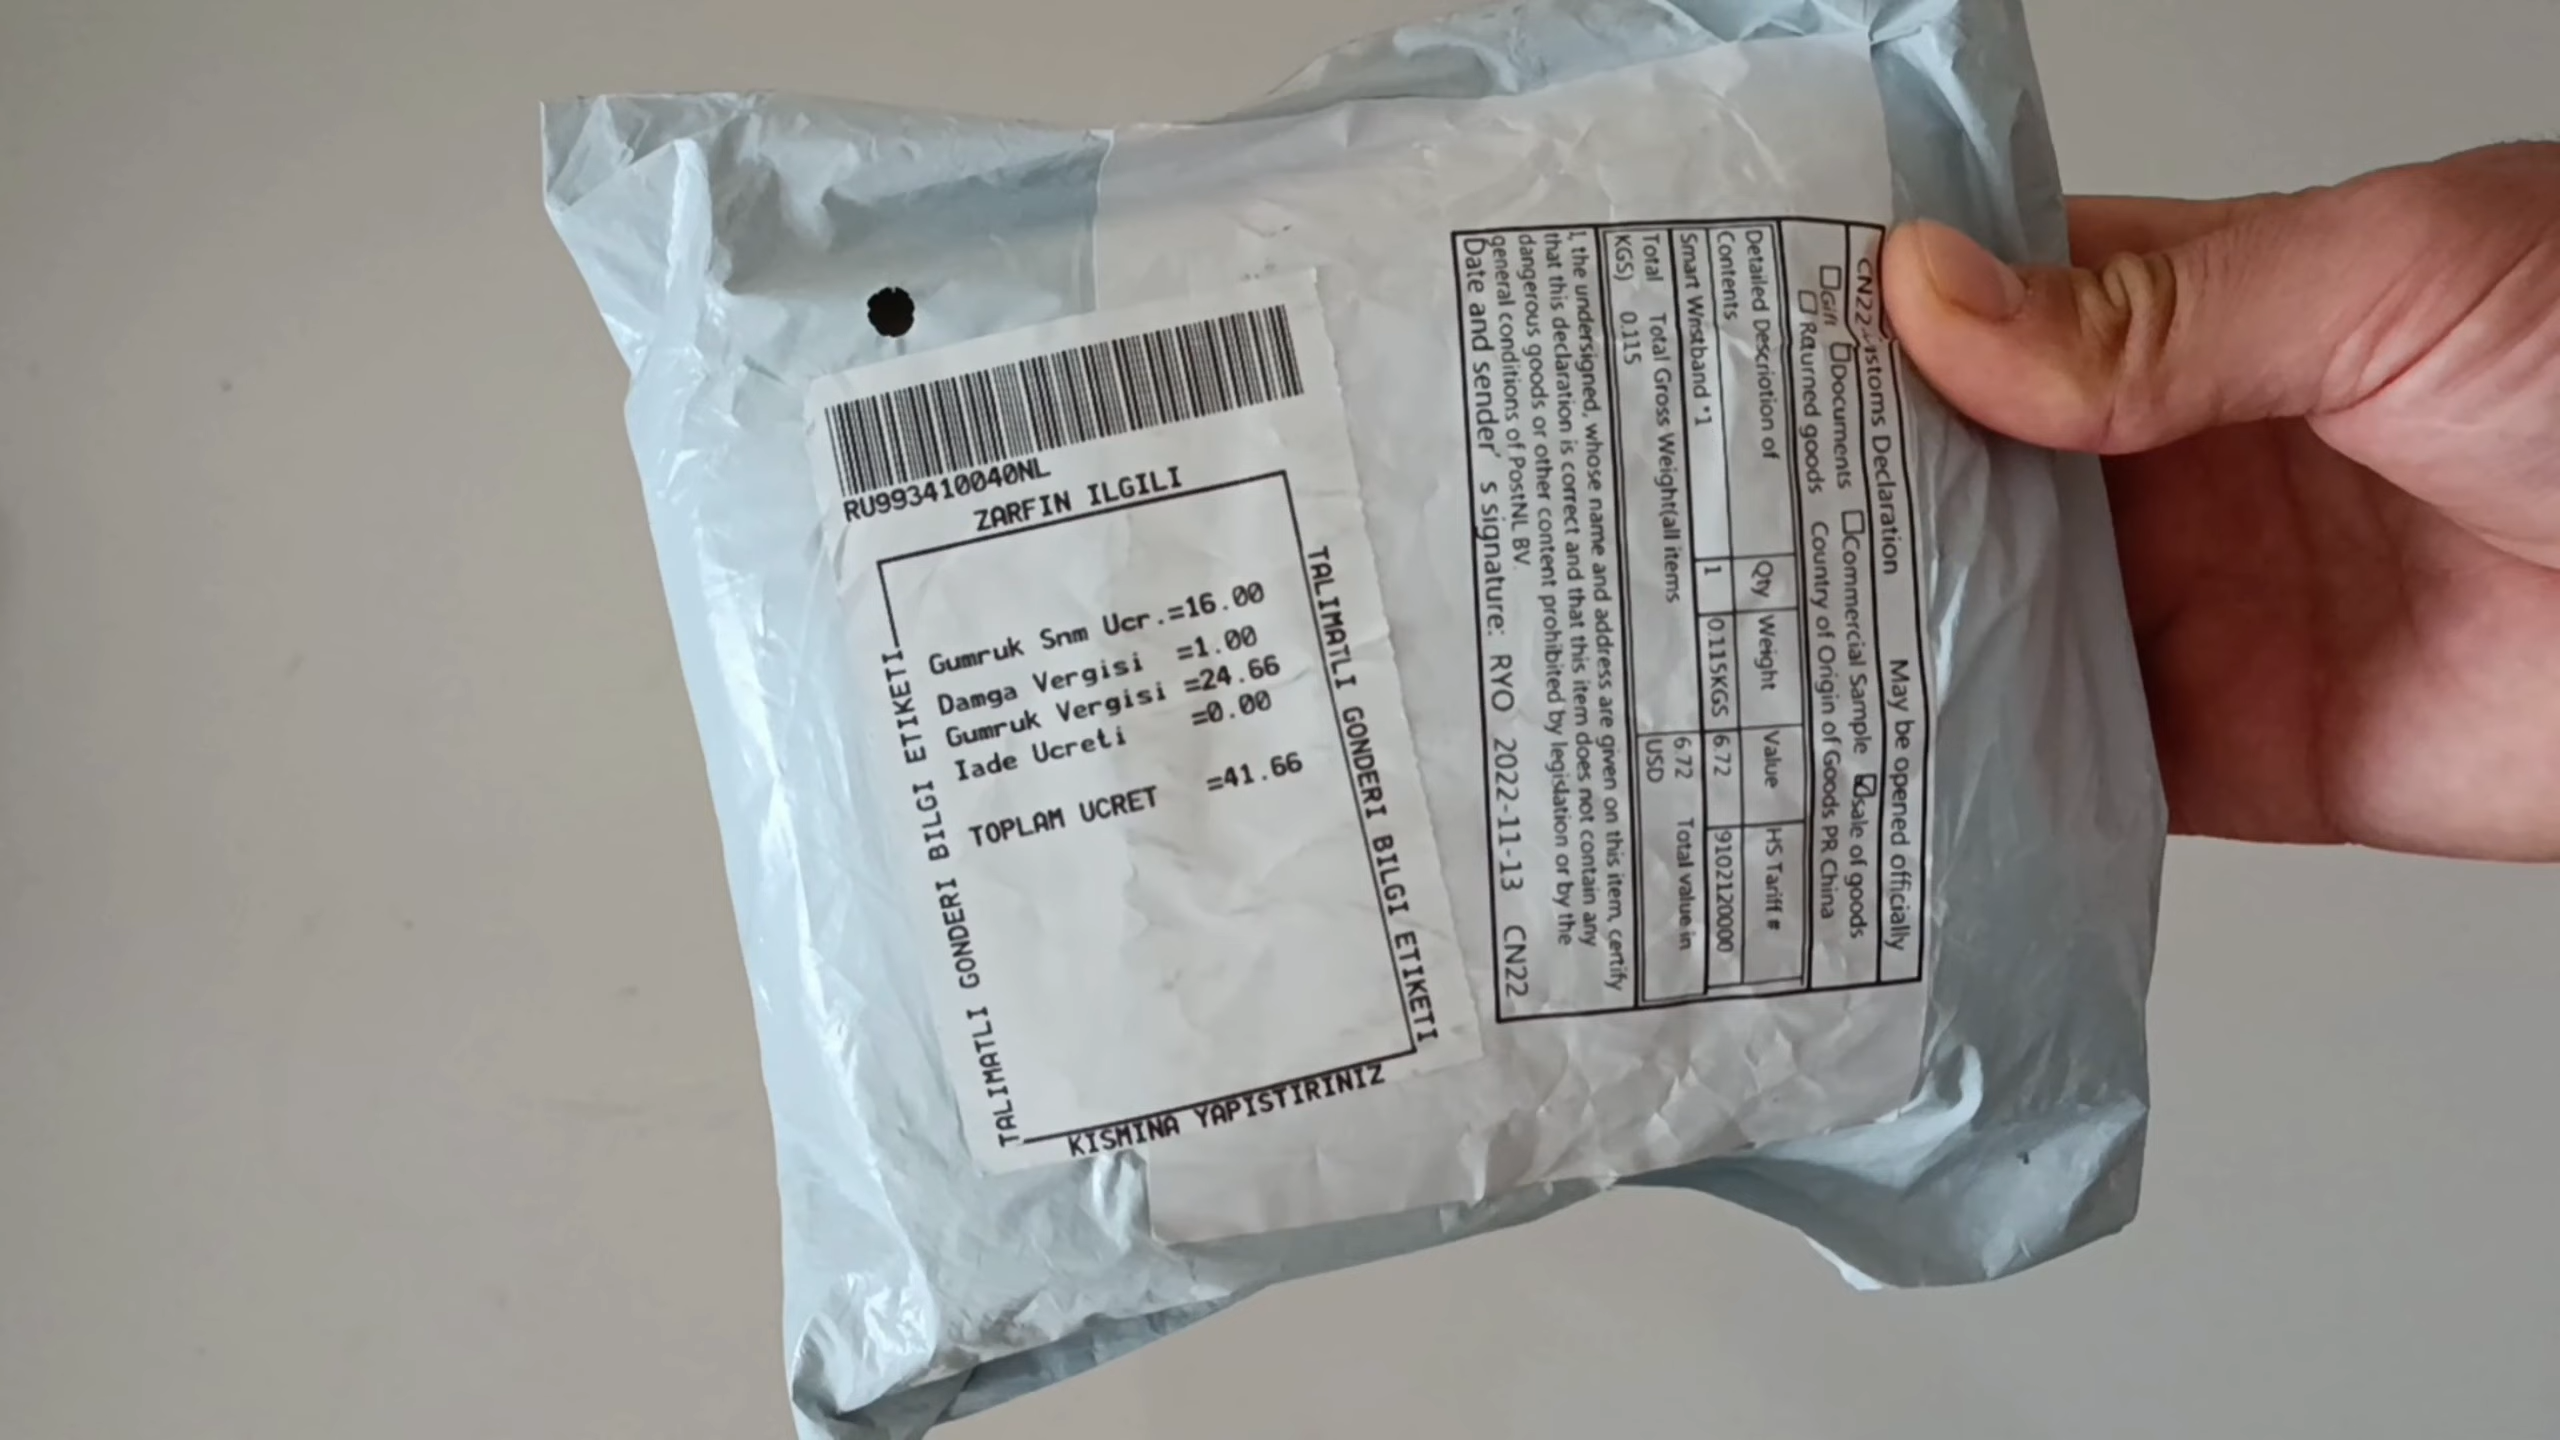 RU993410040NL
ZARFIN ILGILI
TALIMATLI GONDERI BILGI ETIKETI
Gumruk Snm Ucr.=16.00
Damga Vergisi =1.00
Gumruk Vergisi =24.66
Iade Ucreti =0.00
TOPLAM UCRET =41.66
TALIMATLI GONDERI BILGI ETIKETI
KISMINA YAPISTIRINIZ
CN22 stoms Declaration May be opened officially
Gift Documents Commercial Sample sale of goods
Raurned goods Country of Origin of Goods PR China
Detailed Descriotion of
Contents Qty Weight Value HS Tariff #
Smart Wnstband *1 1 0.115KGS 6.72 9102120000
Total Total Gross Weight(all items
KGS) 0.115 6.72 Total value in
USD
I, the undersigned, whose name and address are given on this item, certify
that this declaration is correct and that this item does not contain any
dangerous goods or other content prohibited by legislation or by the
general conditions of PostNL BV.
Date and sender' s signature: RYO 2022-11-13 CN22